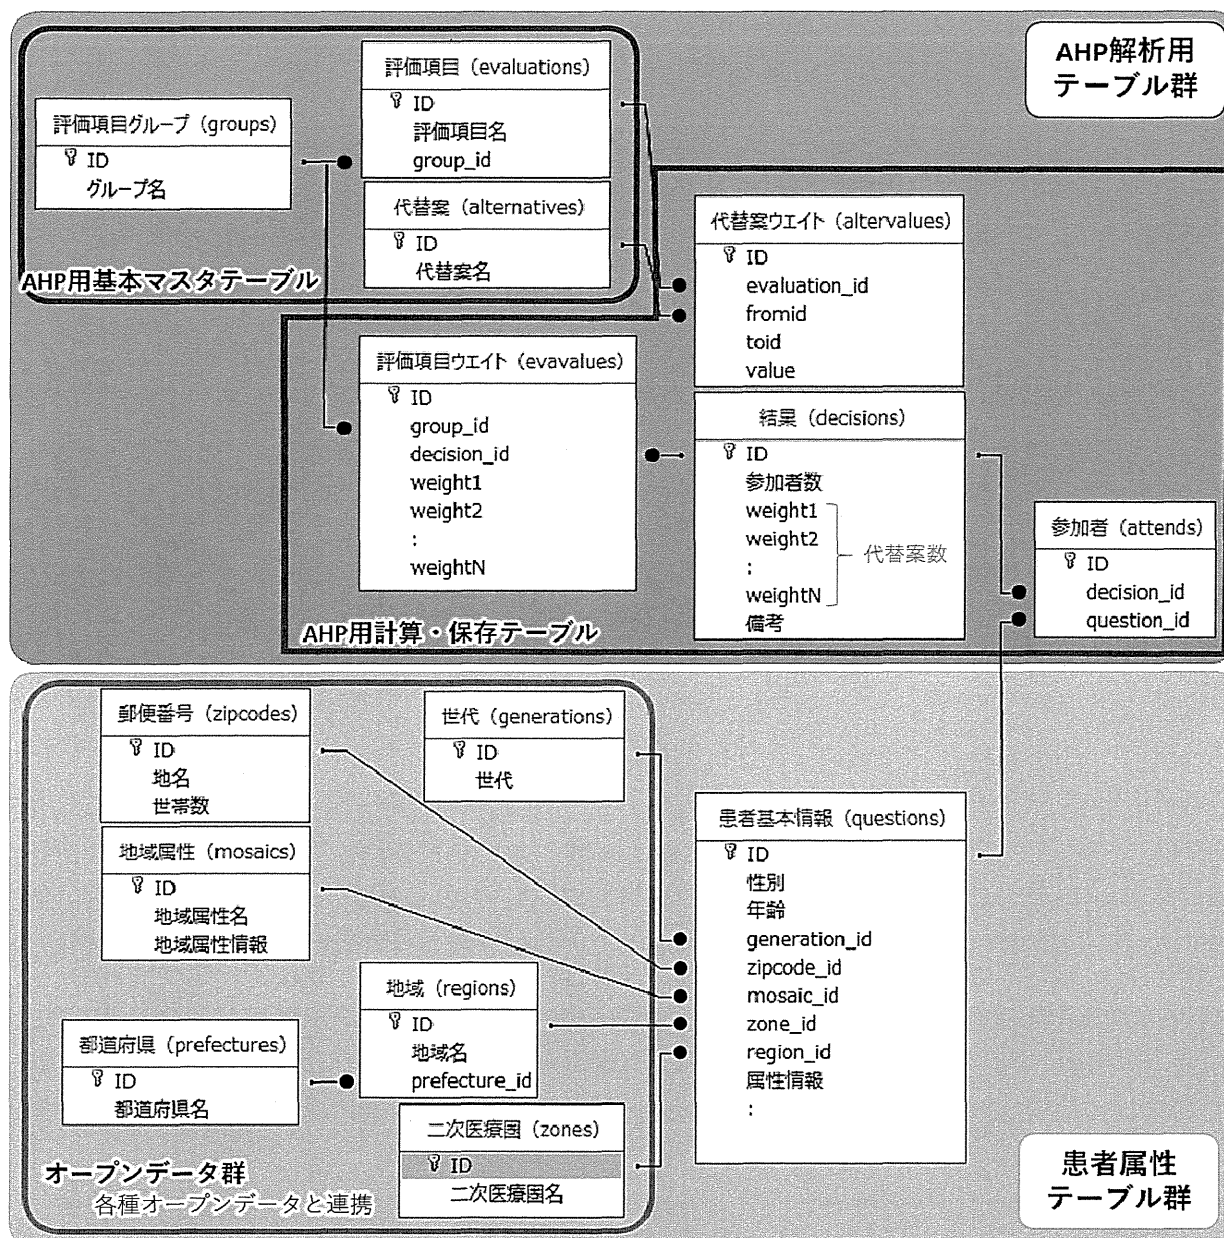 AHP解析用
テーブル群
評価項目グループ（groups）
ID
グループ名
評価項目（evaluations）
ID
評価項目名
group_id
代替案（alternatives）
ID
代替案名
AHP用基本マスタテーブル
代替案ウエイト（altervalues）
ID
evaluation_id
fromid
toid
value
評価項目ウエイト（evavalues）
ID
group_id
decision_id
weight1
weight2
:
weightN
結果（decisions）
ID
参加者数
weight1
weight2
:
weightN
備考
代替案数
参加者（attends）
ID
decision_id
question_id
AHP用計算・保存テーブル
郵便番号（zipcodes）
ID
地名
世帯数
世代（generations）
ID
世代
地域属性（mosaics）
ID
地域属性名
地域属性情報
地域（regions）
ID
地域名
prefecture_id
都道府県（prefectures）
ID
都道府県名
二次医療圏（zones）
ID
二次医療圏名
オープンデータ群
各種オープンデータと連携
患者基本情報（questions）
ID
性別
年齢
generation_id
zipcode_id
mosaic_id
zone_id
region_id
属性情報
:
患者属性
テーブル群